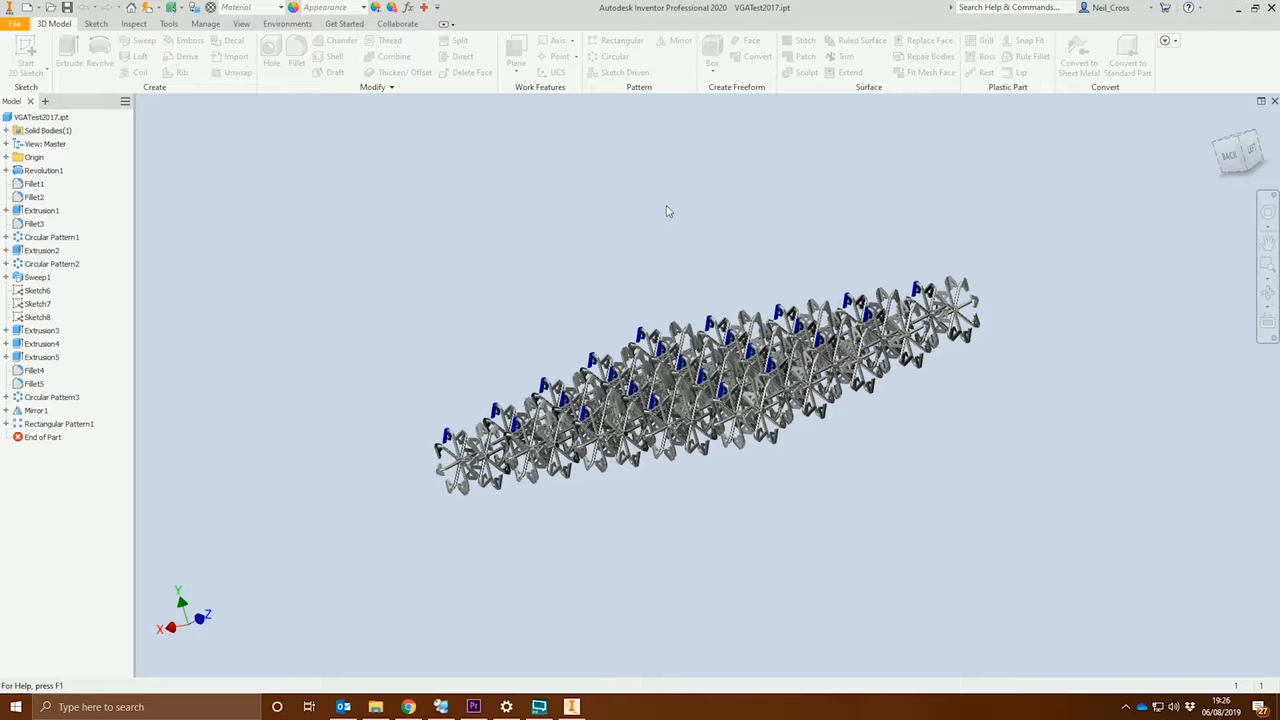 Material
Appearance
Autodesk Inventor Professional 2020 VGATest2017.ipt
Search Help & Commands...
Neil_Cross
File
3D Model
Sketch
Inspect
Tools
Manage
View
Environments
Get Started
Collaborate
Start
2D Sketch
Extrude
Revolve
Sweep
Loft
Coil
Emboss
Derive
Rib
Decal
Import
Unwrap
Hole
Fillet
Chamfer
Shell
Draft
Thread
Combine
Thicken/ Offset
Split
Direct
Delete Face
Plane
Axis
Point
UCS
Rectangular
Circular
Sketch Driven
Mirror
Box
Face
Convert
Stitch
Patch
Sculpt
Ruled Surface
Trim
Extend
Replace Face
Repair Bodies
Fit Mesh Face
Grill
Boss
Rest
Snap Fit
Rule Fillet
Lip
Convert to
Sheet Metal
Convert to
Standard Part
Sketch
Create
Modify
Work Features
Pattern
Create Freeform
Surface
Plastic Part
Convert
Model
VGATest2017.ipt
Solid Bodies(1)
View: Master
Origin
Revolution1
Fillet1
Fillet2
Extrusion1
Fillet3
Circular Pattern1
Extrusion2
Circular Pattern2
Sweep1
Sketch6
Sketch7
Sketch8
Extrusion3
Extrusion4
Extrusion5
Fillet4
Fillet5
Circular Pattern3
Mirror1
Rectangular Pattern1
End of Part
BACK
LEFT
Y
Z
X
For Help, press F1
1
1
Type here to search
Pr
19:26
06/08/2019
27